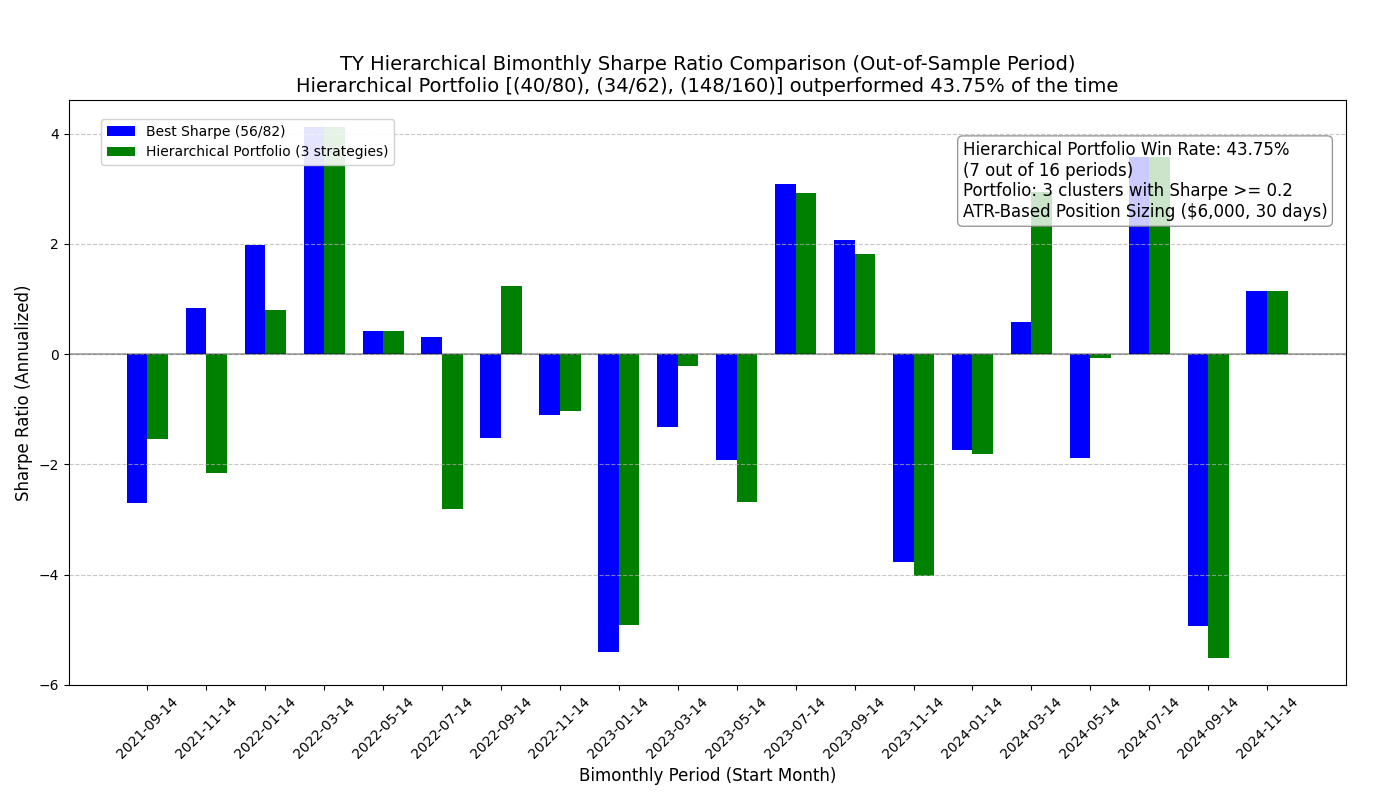 TY Hierarchical Bimonthly Sharpe Ratio Comparison (Out-of-Sample Period)
Hierarchical Portfolio [(40/80), (34/62), (148/160)] outperformed 43.75% of the time
Best Sharpe (56/82)
Hierarchical Portfolio (3 strategies)
Hierarchical Portfolio Win Rate: 43.75%
(7 out of 16 periods)
Portfolio: 3 clusters with Sharpe >= 0.2
ATR-Based Position Sizing ($6,000, 30 days)
Sharpe Ratio (Annualized)
4
2
0
−2
−4
−6
2021-09-14
2021-11-14
2022-01-14
2022-03-14
2022-05-14
2022-07-14
2022-09-14
2022-11-14
2023-01-14
2023-03-14
2023-05-14
2023-07-14
2023-09-14
2023-11-14
2024-01-14
2024-03-14
2024-05-14
2024-07-14
2024-09-14
2024-11-14
Bimonthly Period (Start Month)